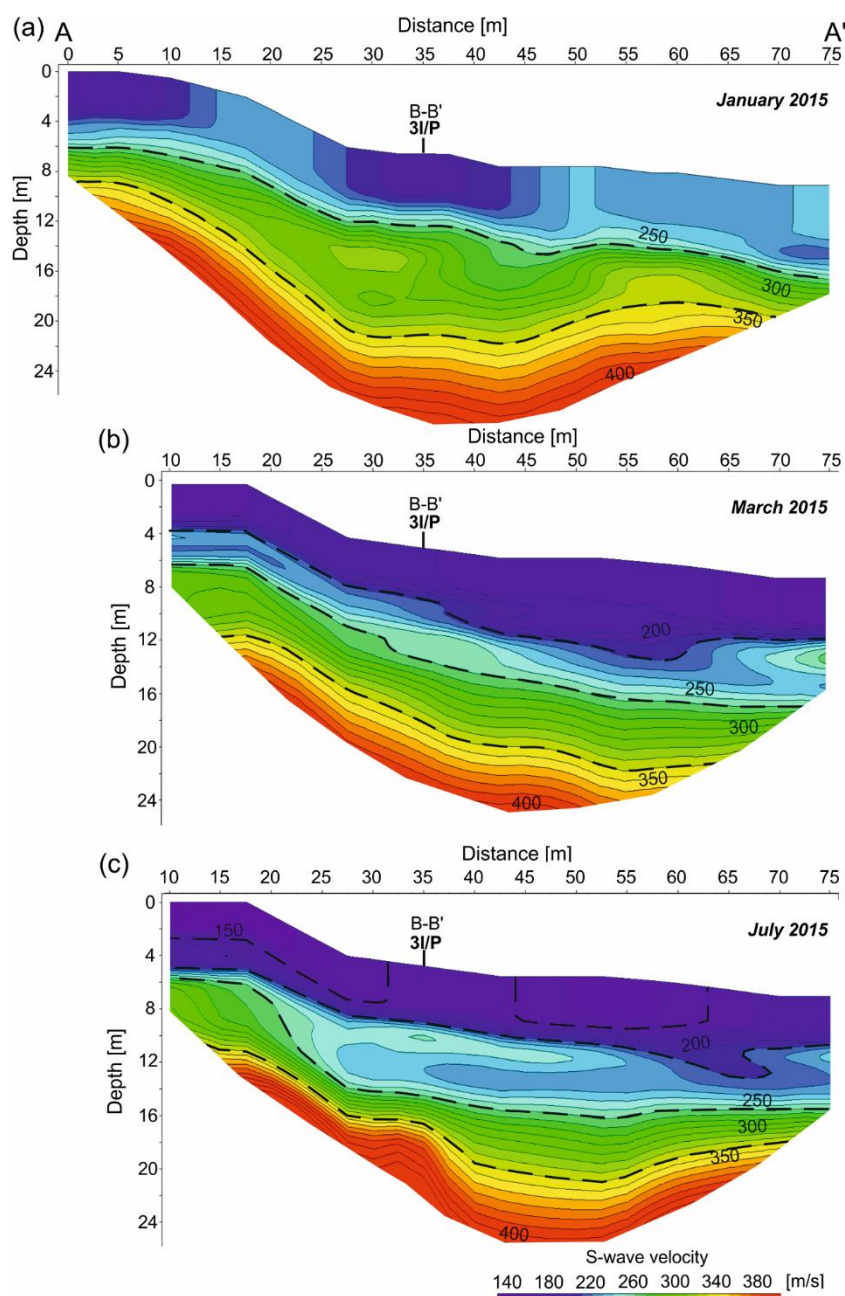 (a) A Distance [m] A'
0 5 10 15 20 25 30 35 40 45 50 55 60 65 70 75
0
4
8
12
16
20
24
Depth [m]
B-B'
3I/P
January 2015
250
300
350
400
(b) Distance [m]
10 15 20 25 30 35 40 45 50 55 60 65 70 75
0
4
8
12
16
20
24
Depth [m]
B-B'
3I/P
March 2015
200
250
300
350
400
(c) Distance [m]
10 15 20 25 30 35 40 45 50 55 60 65 70 75
0
4
8
12
16
20
24
Depth [m]
B-B'
3I/P
July 2015
150
200
250
300
350
400
S-wave velocity
140 180 220 260 300 340 380 [m/s]